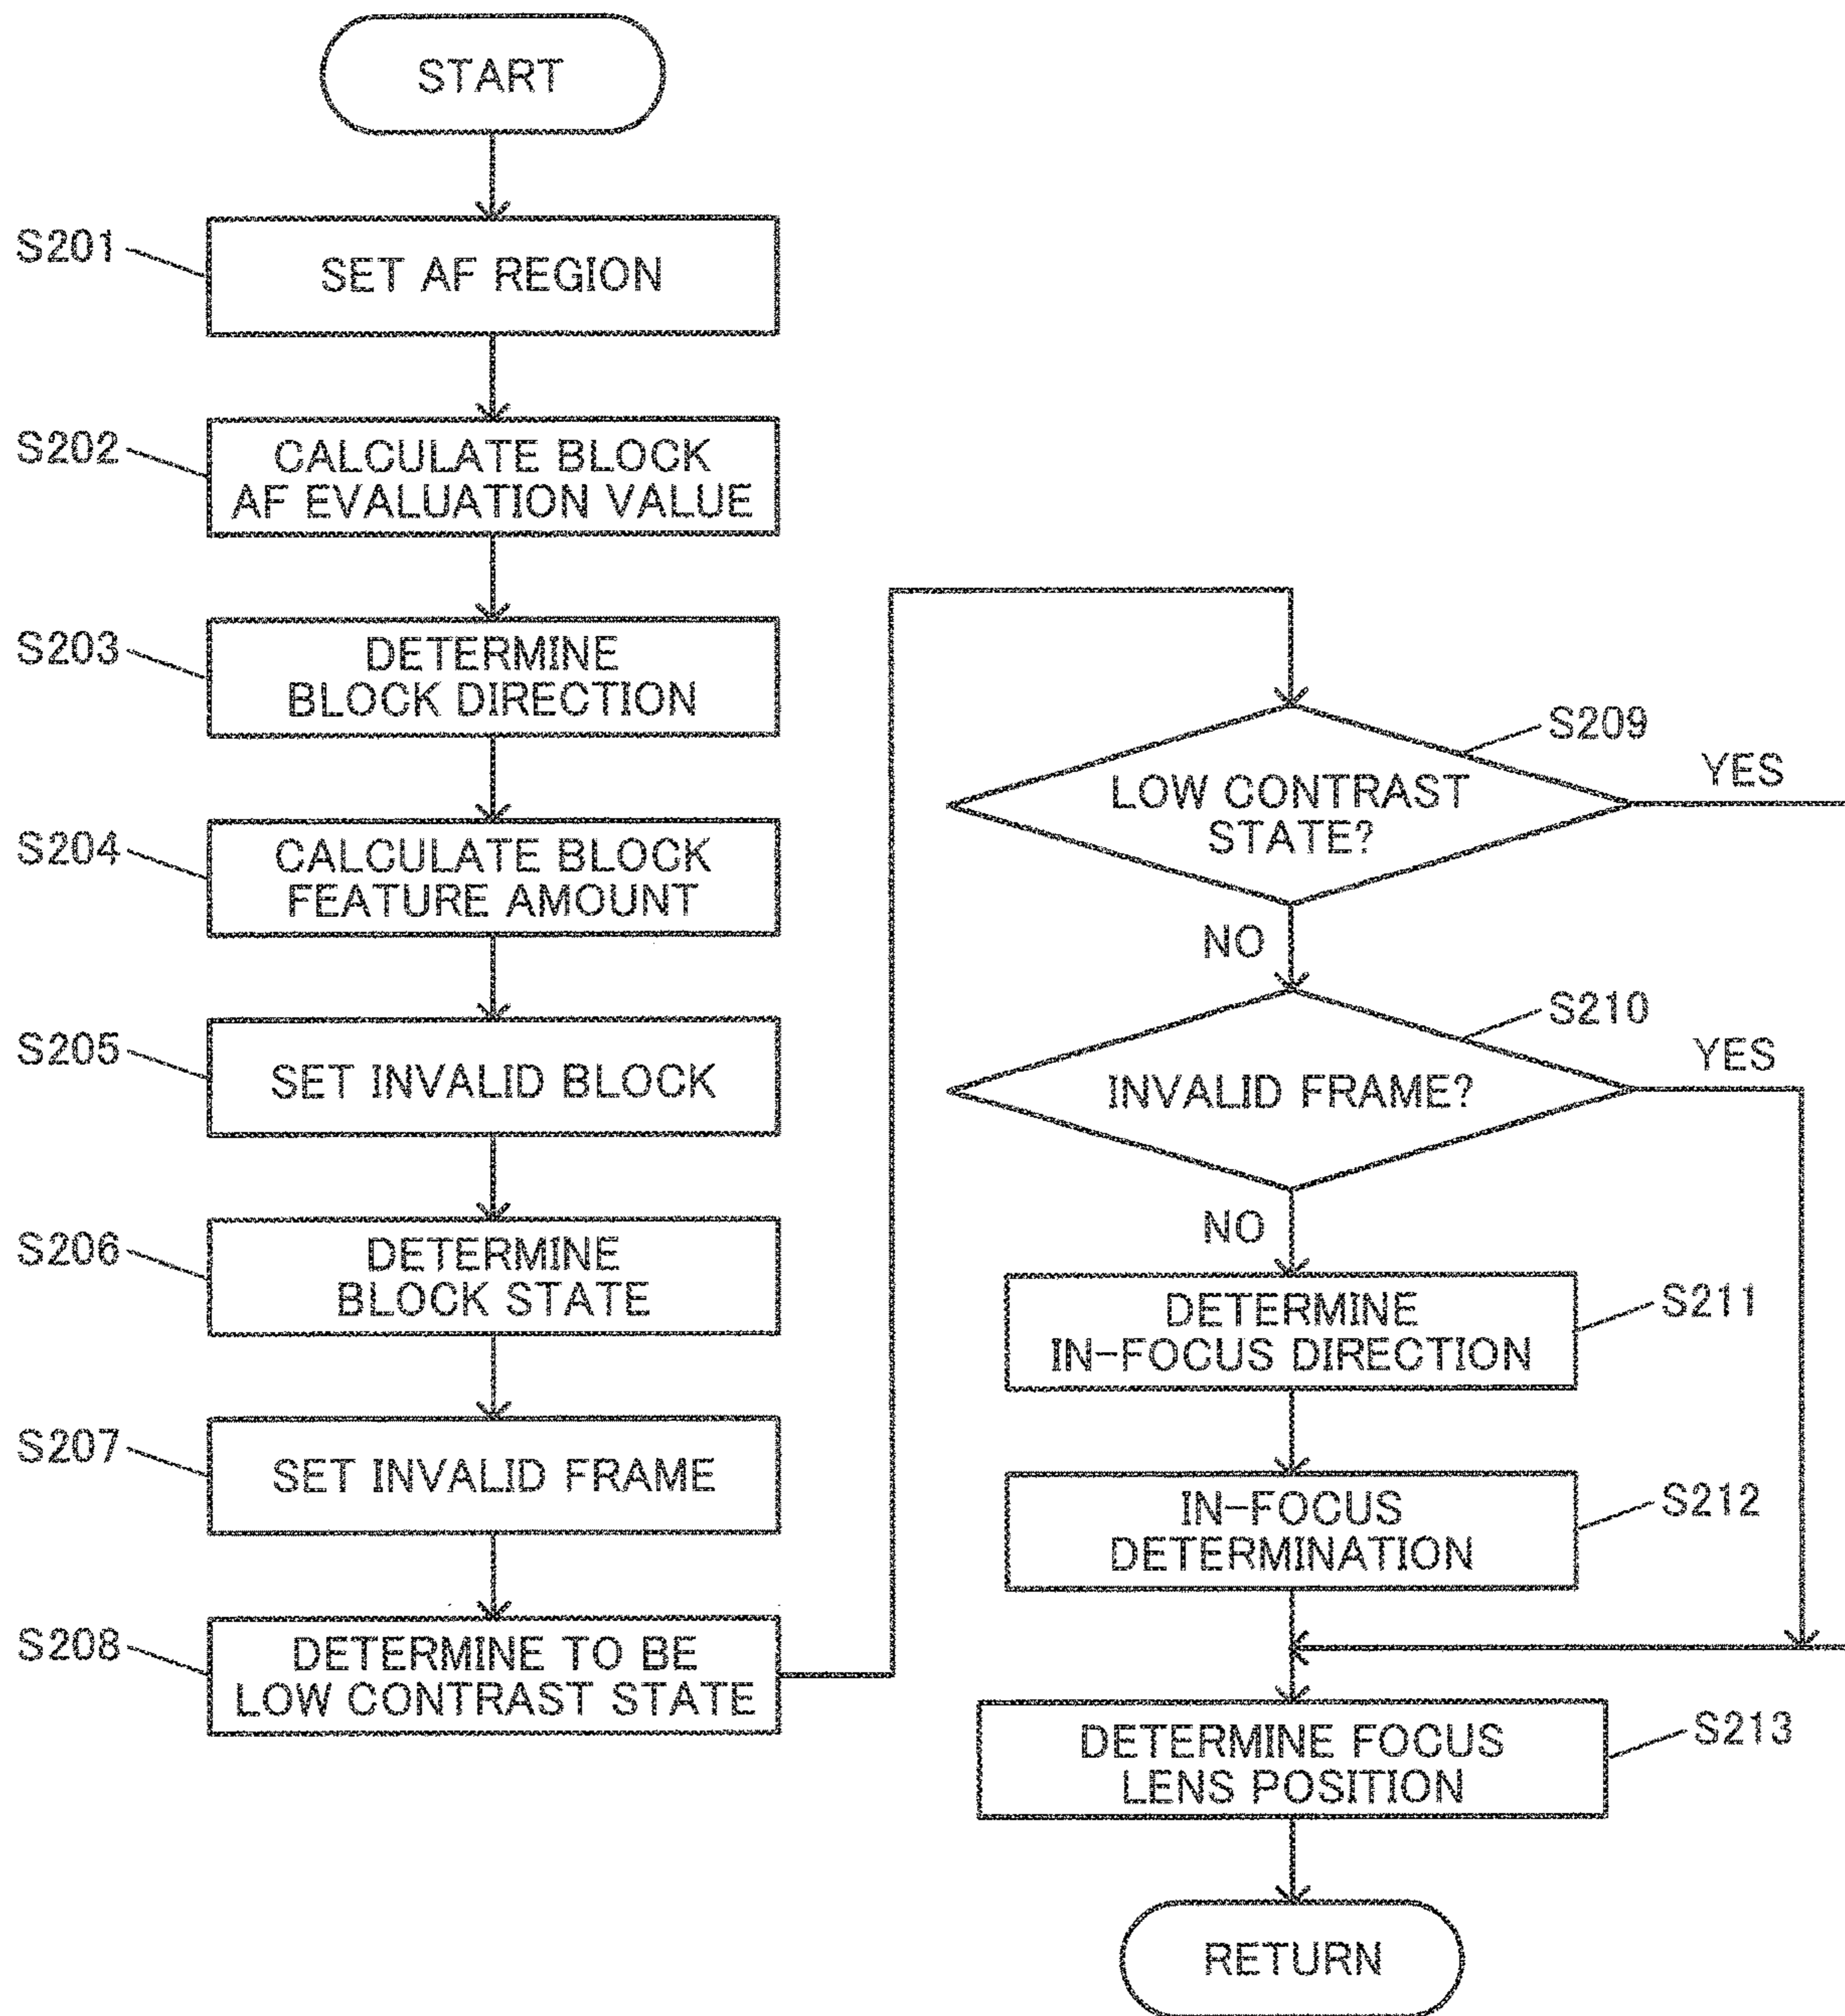 START
S201
SET AF REGION
S202
CALCULATE BLOCK
AF EVALUATION VALUE
S203
DETERMINE
BLOCK DIRECTION
S204
CALCULATE BLOCK
FEATURE AMOUNT
S205
SET INVALID BLOCK
S206
DETERMINE
BLOCK STATE
S207
SET INVALID FRAME
S208
DETERMINE TO BE
LOW CONTRAST STATE
S209
LOW CONTRAST
STATE?
YES
NO
S210
INVALID FRAME?
YES
NO
S211
DETERMINE
IN-FOCUS DIRECTION
S212
IN-FOCUS
DETERMINATION
S213
DETERMINE FOCUS
LENS POSITION
RETURN